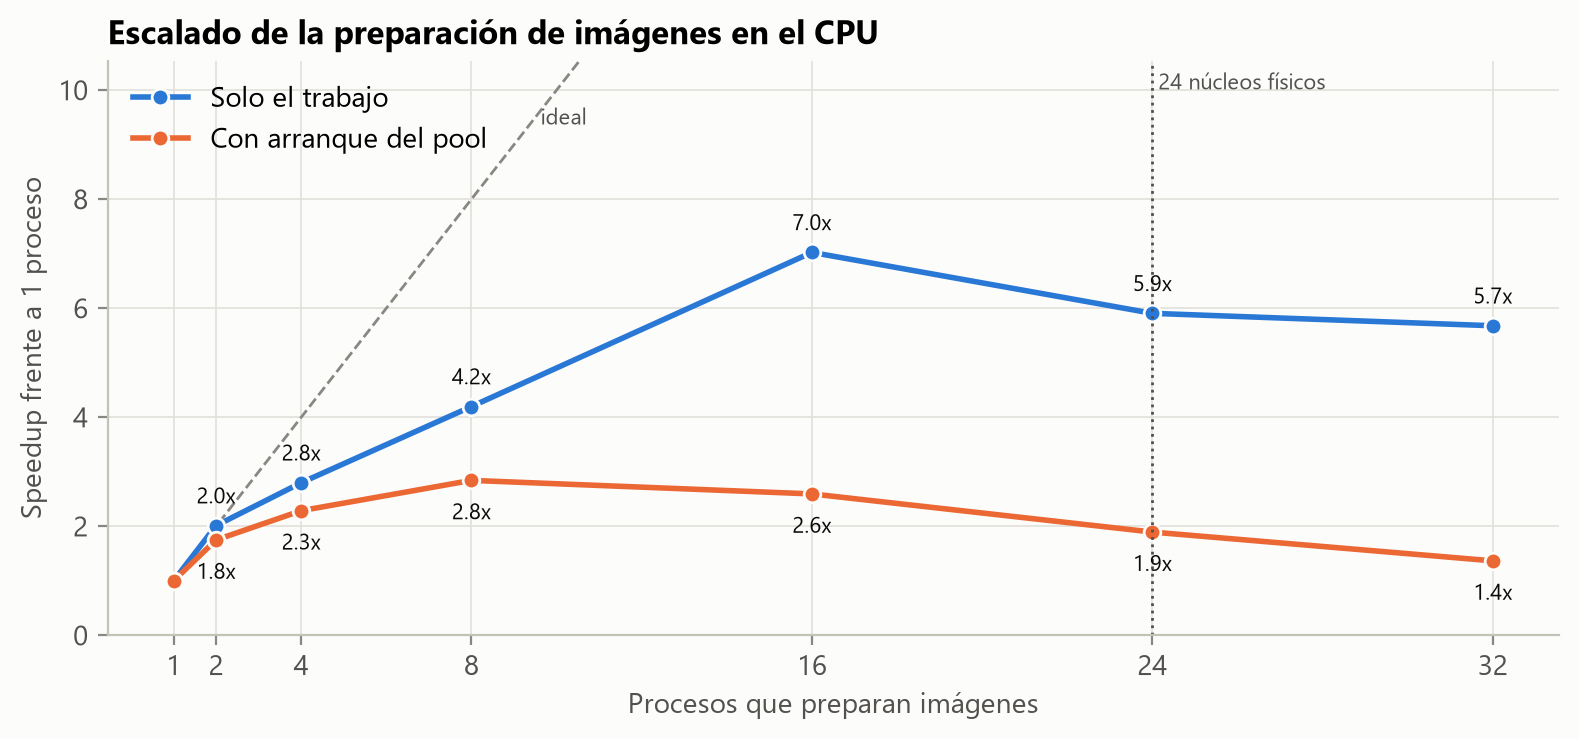 Escalado de la preparación de imágenes en el CPU
Solo el trabajo
Con arranque del pool
ideal
24 núcleos físicos
Speedup frente a 1 proceso
10
8
6
4
2
0
2.0x
2.8x
4.2x
7.0x
5.9x
5.7x
1.8x
2.3x
2.8x
2.6x
1.9x
1.4x
1 2 4 8 16 24 32
Procesos que preparan imágenes